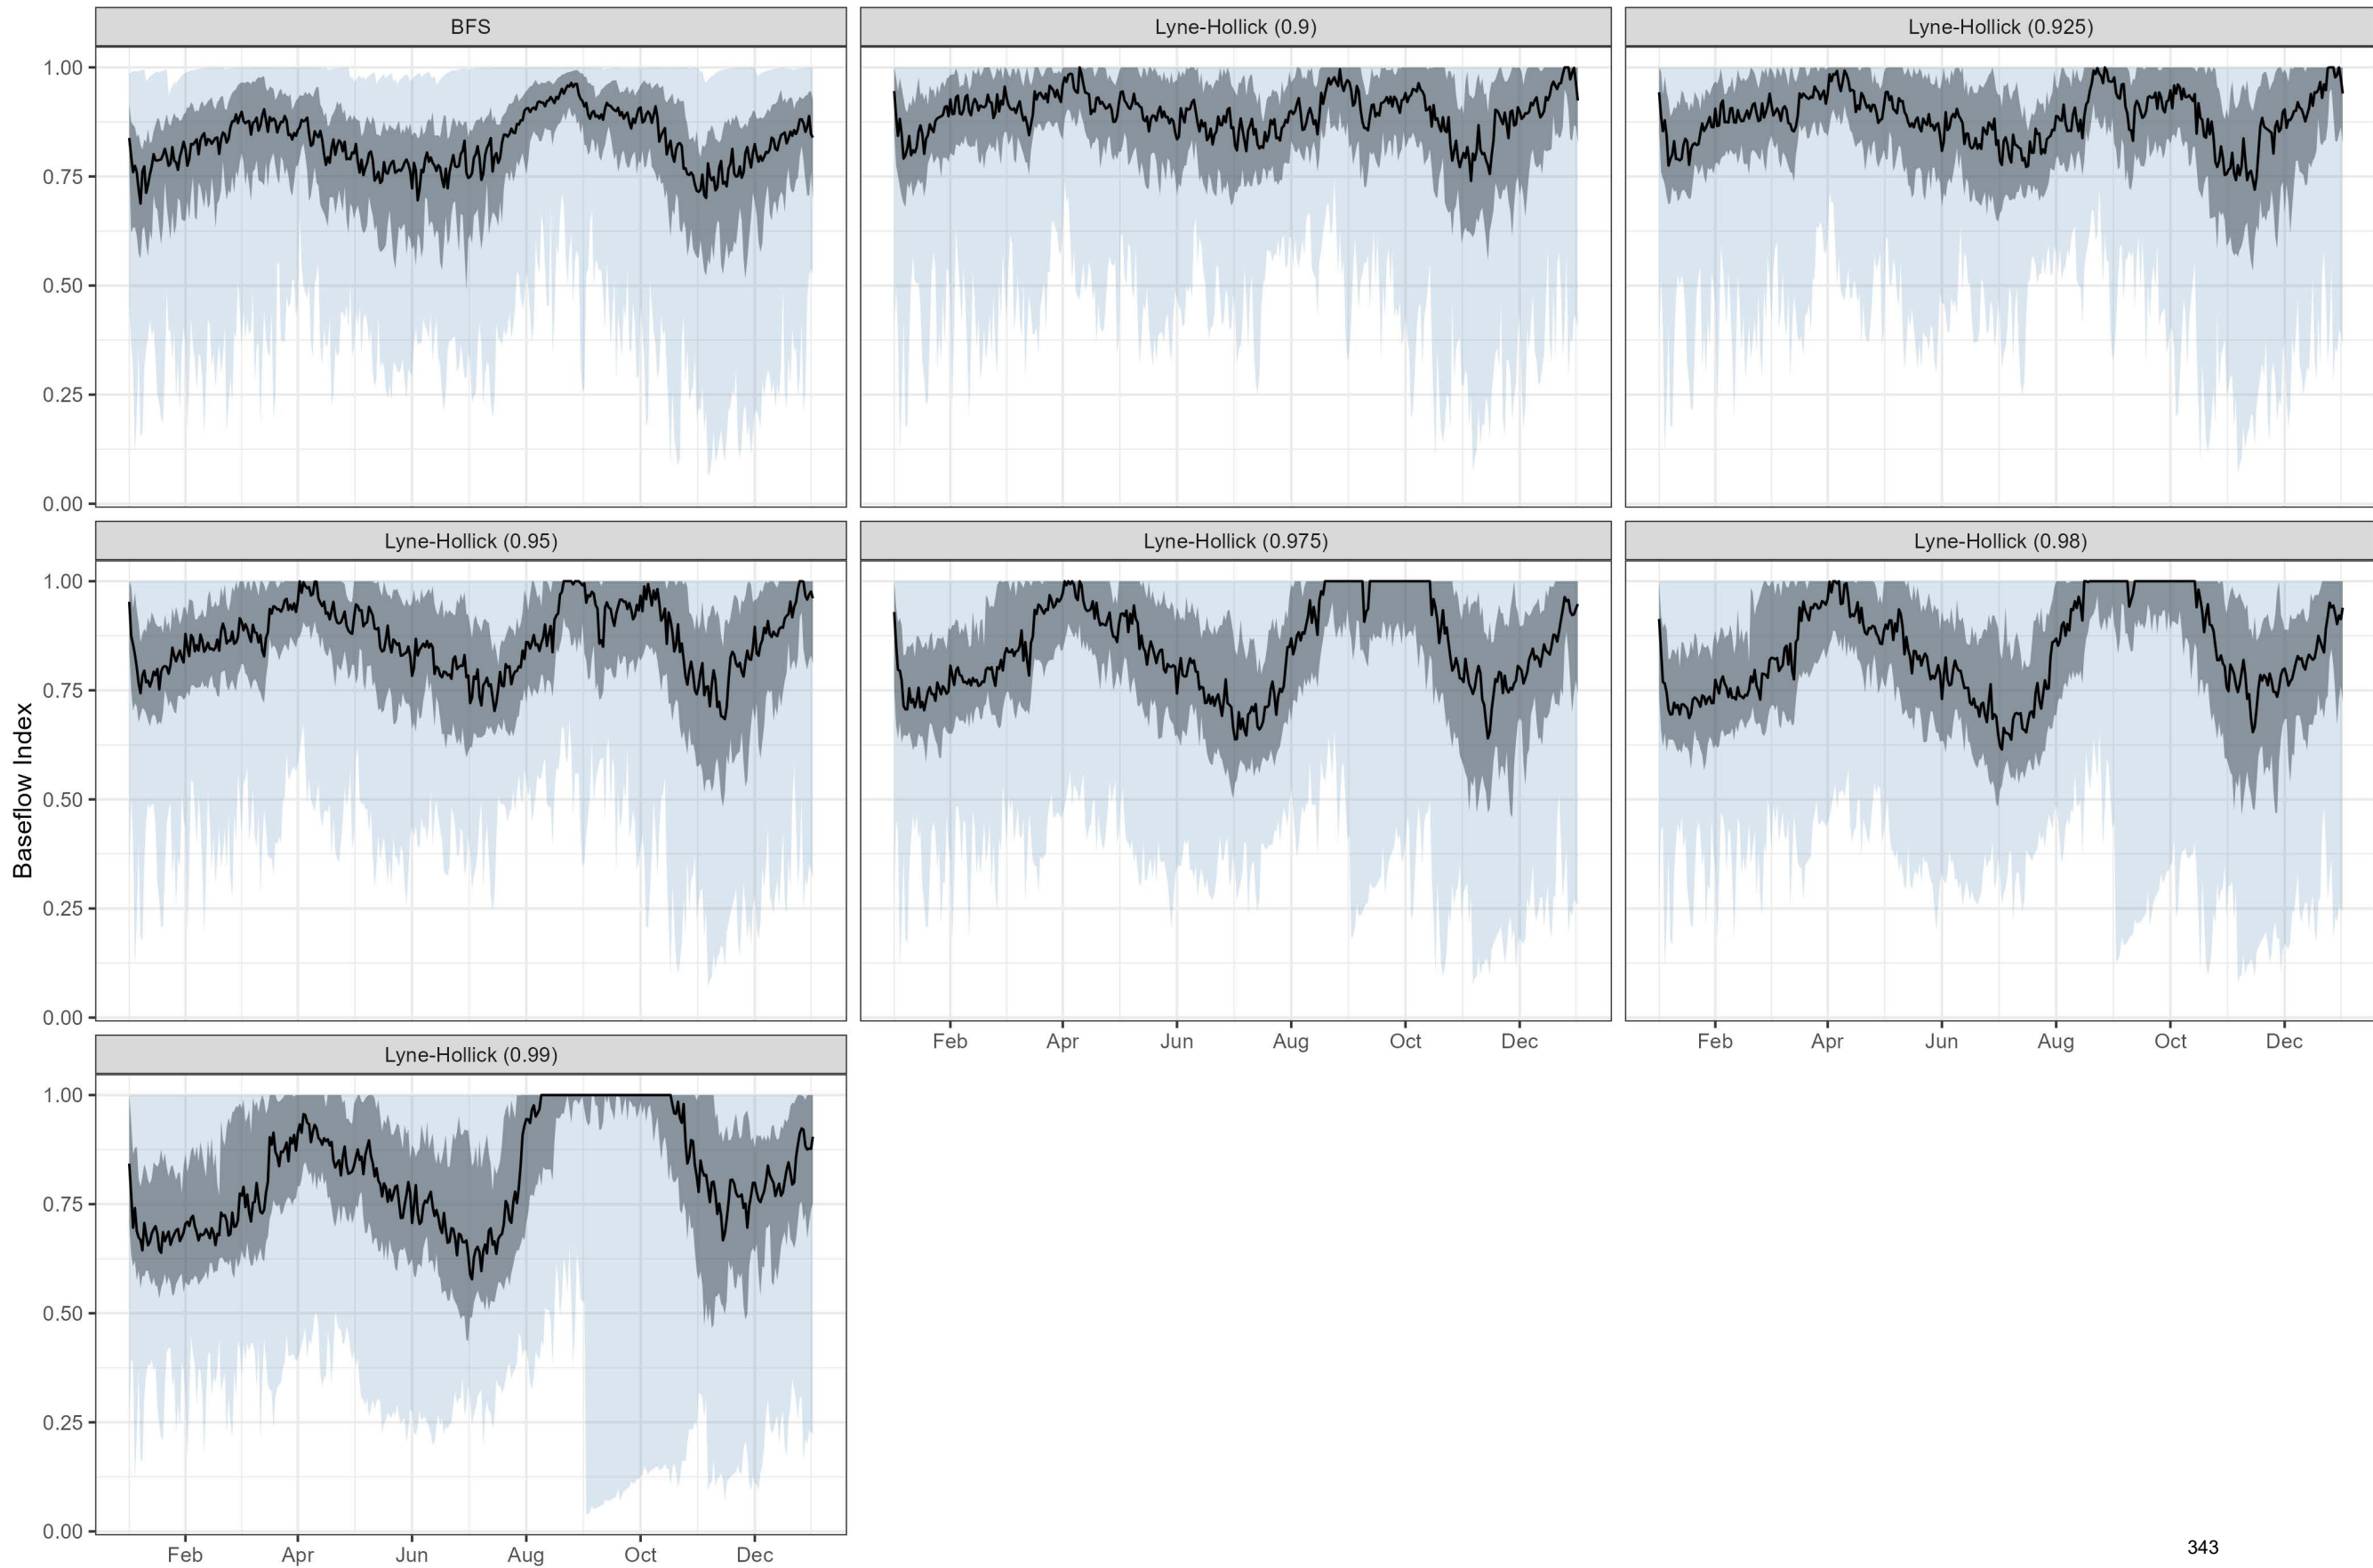 BFS
Lyne-Hollick (0.9)
Lyne-Hollick (0.925)
1.00
0.75
0.50
0.25
0.00
Lyne-Hollick (0.95)
Lyne-Hollick (0.975)
Lyne-Hollick (0.98)
Baseflow Index
1.00
0.75
0.50
0.25
0.00
Feb Apr Jun Aug Oct Dec
Feb Apr Jun Aug Oct Dec
Lyne-Hollick (0.99)
1.00
0.75
0.50
0.25
0.00
Feb Apr Jun Aug Oct Dec
343